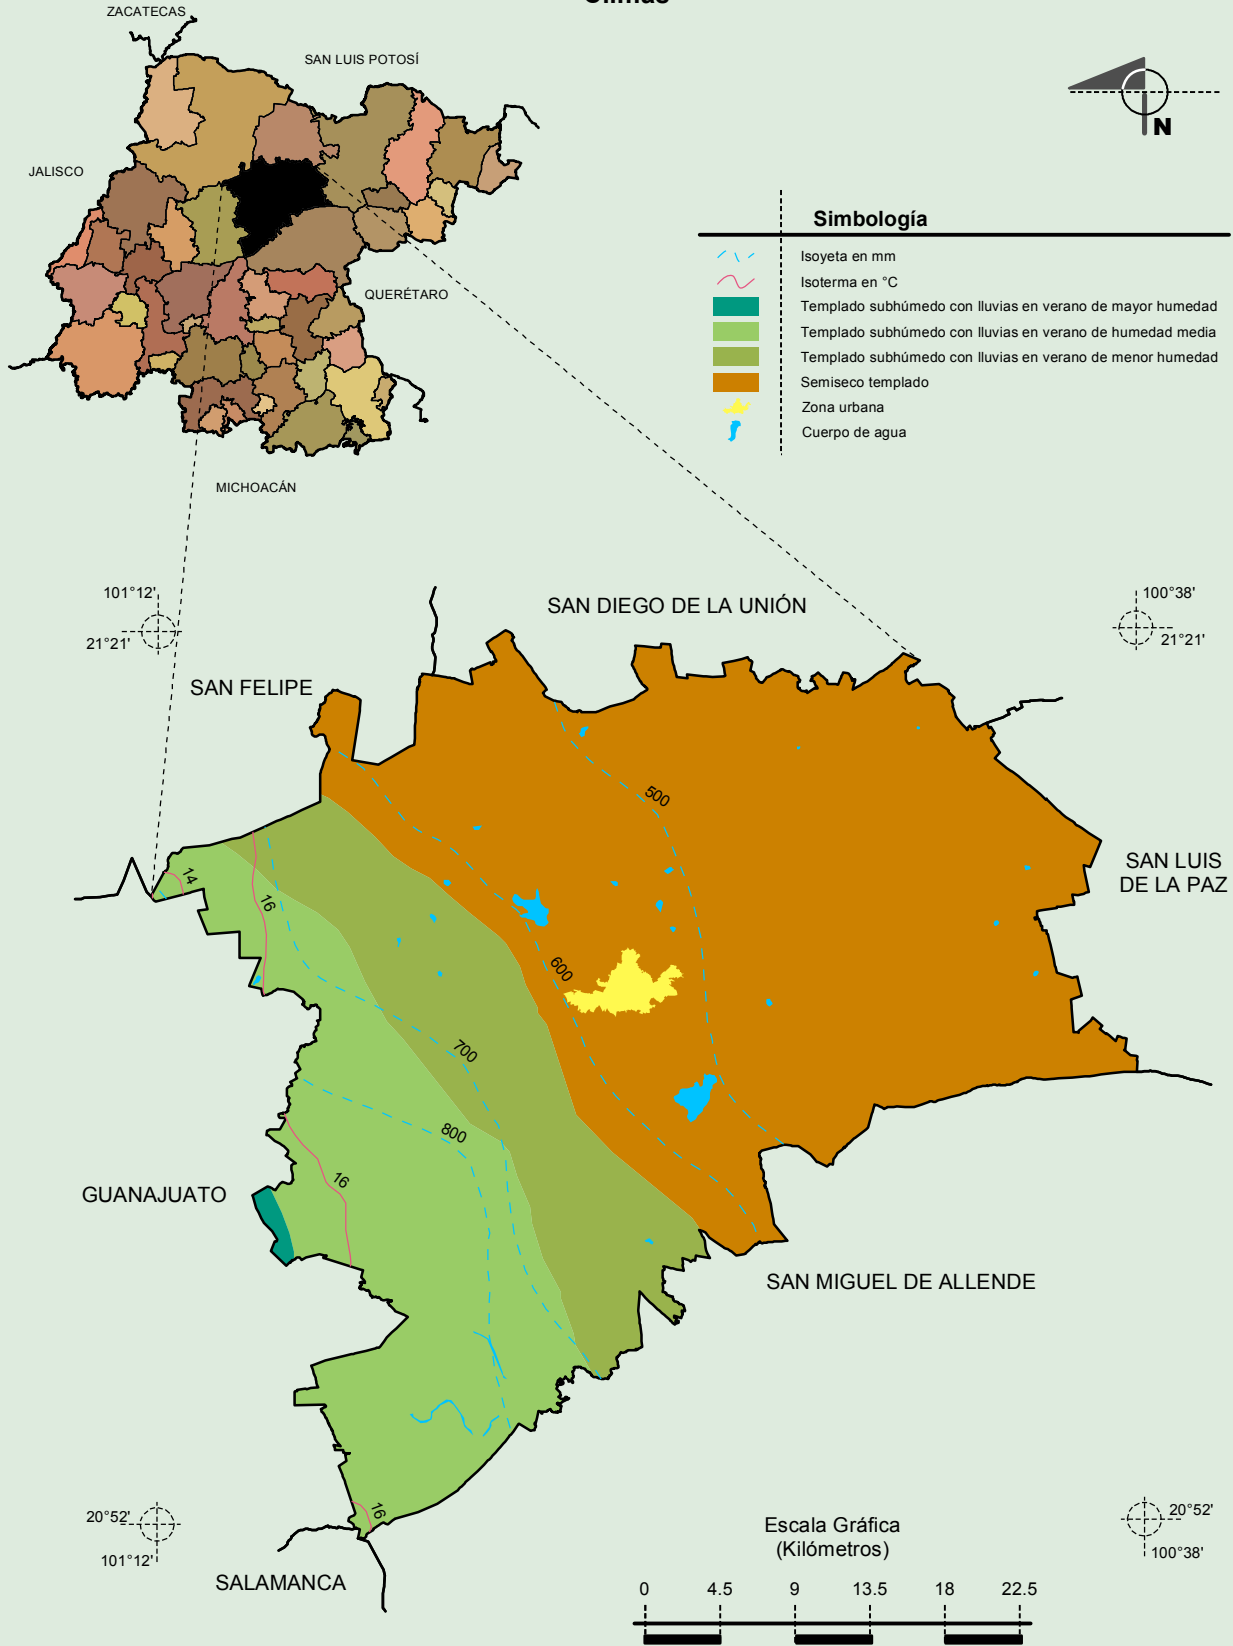 Climas
ZACATECAS
SAN LUIS POTOSÍ
JALISCO
QUERÉTARO
MICHOACÁN
N
Simbología
Isoyeta en mm
Isoterma en °C
Templado subhúmedo con lluvias en verano de mayor humedad
Templado subhúmedo con lluvias en verano de humedad media
Templado subhúmedo con lluvias en verano de menor humedad
Semiseco templado
Zona urbana
Cuerpo de agua
101°12'
21°21'
100°38'
21°21'
SAN DIEGO DE LA UNIÓN
SAN FELIPE
500
SAN LUIS
DE LA PAZ
14
16
600
700
800
16
GUANAJUATO
SAN MIGUEL DE ALLENDE
16
20°52'
101°12'
20°52'
100°38'
SALAMANCA
Escala Gráfica
(Kilómetros)
0 4.5 9 13.5 18 22.5